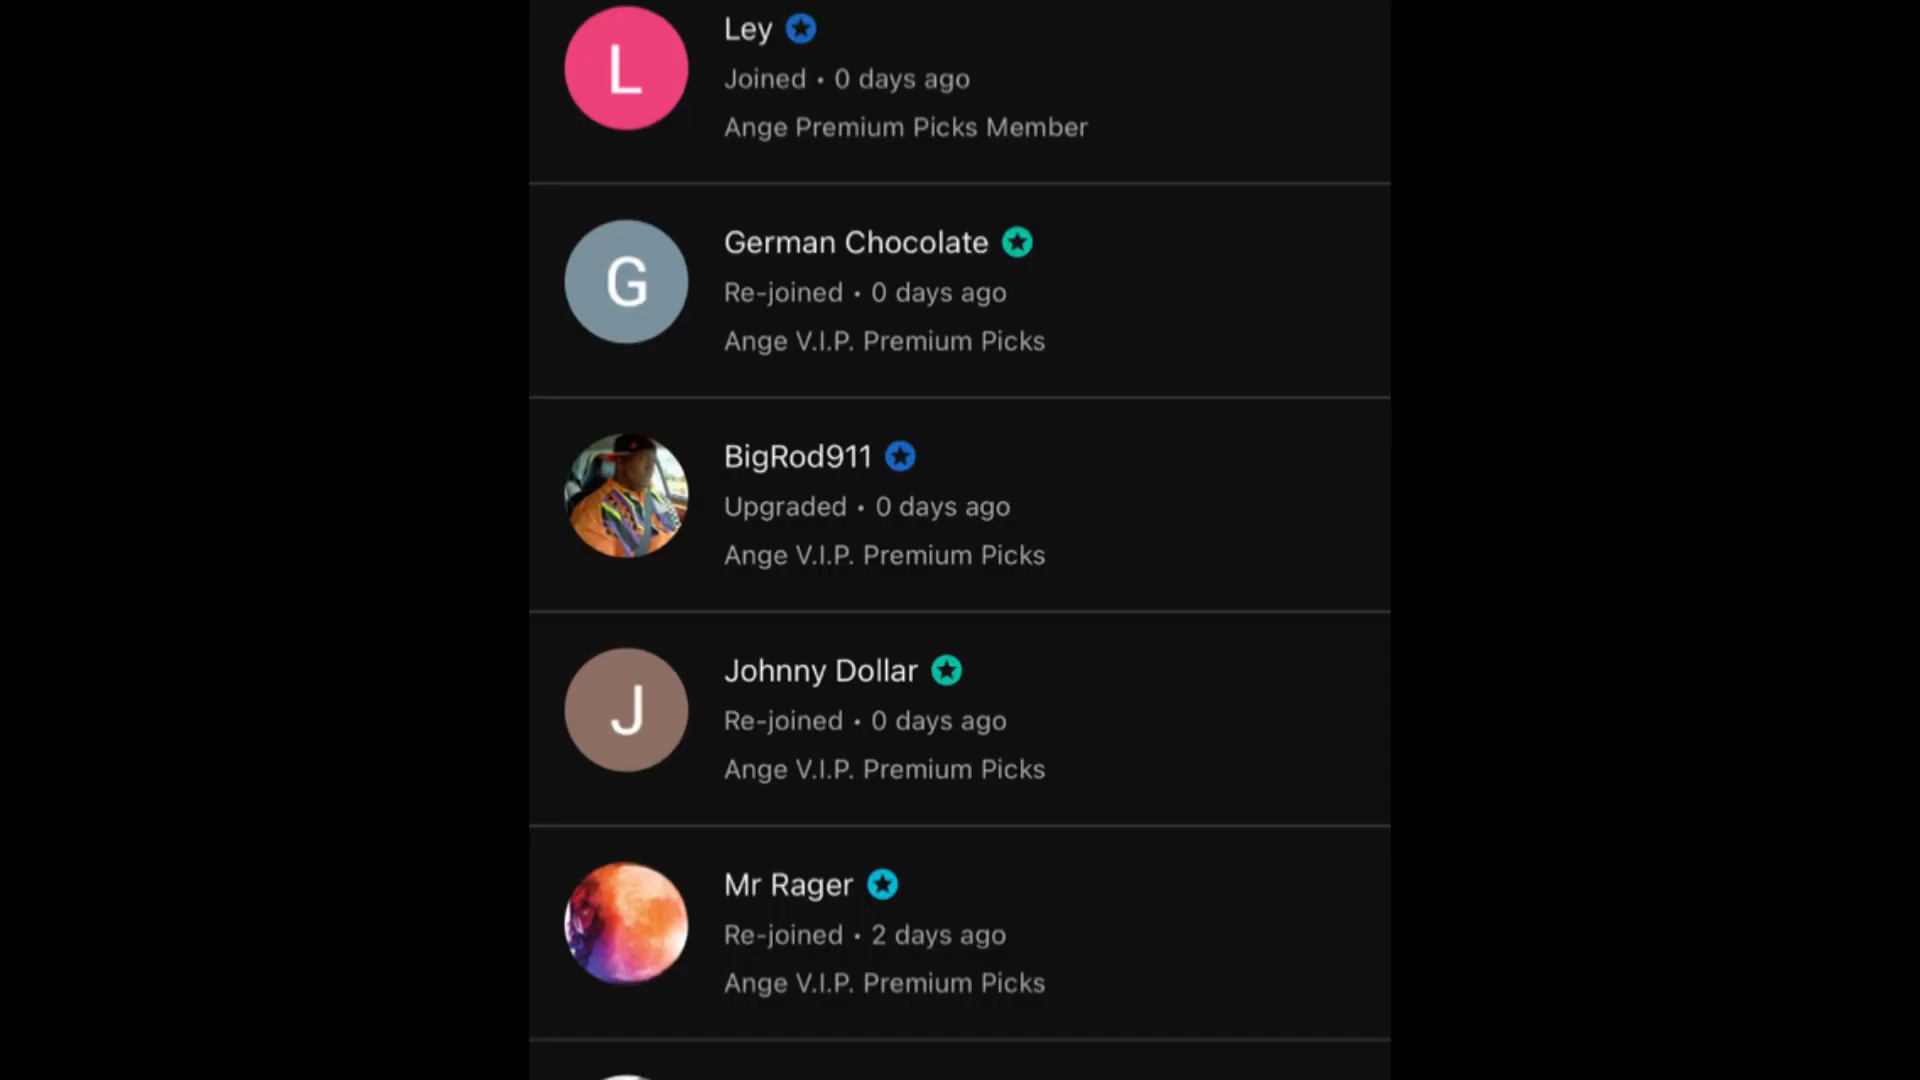 L
Ley
Joined • 0 days ago
Ange Premium Picks Member
G
German Chocolate
Re-joined • 0 days ago
Ange V.I.P. Premium Picks
BigRod911
Upgraded • 0 days ago
Ange V.I.P. Premium Picks
J
Johnny Dollar
Re-joined • 0 days ago
Ange V.I.P. Premium Picks
Mr Rager
Re-joined • 2 days ago
Ange V.I.P. Premium Picks